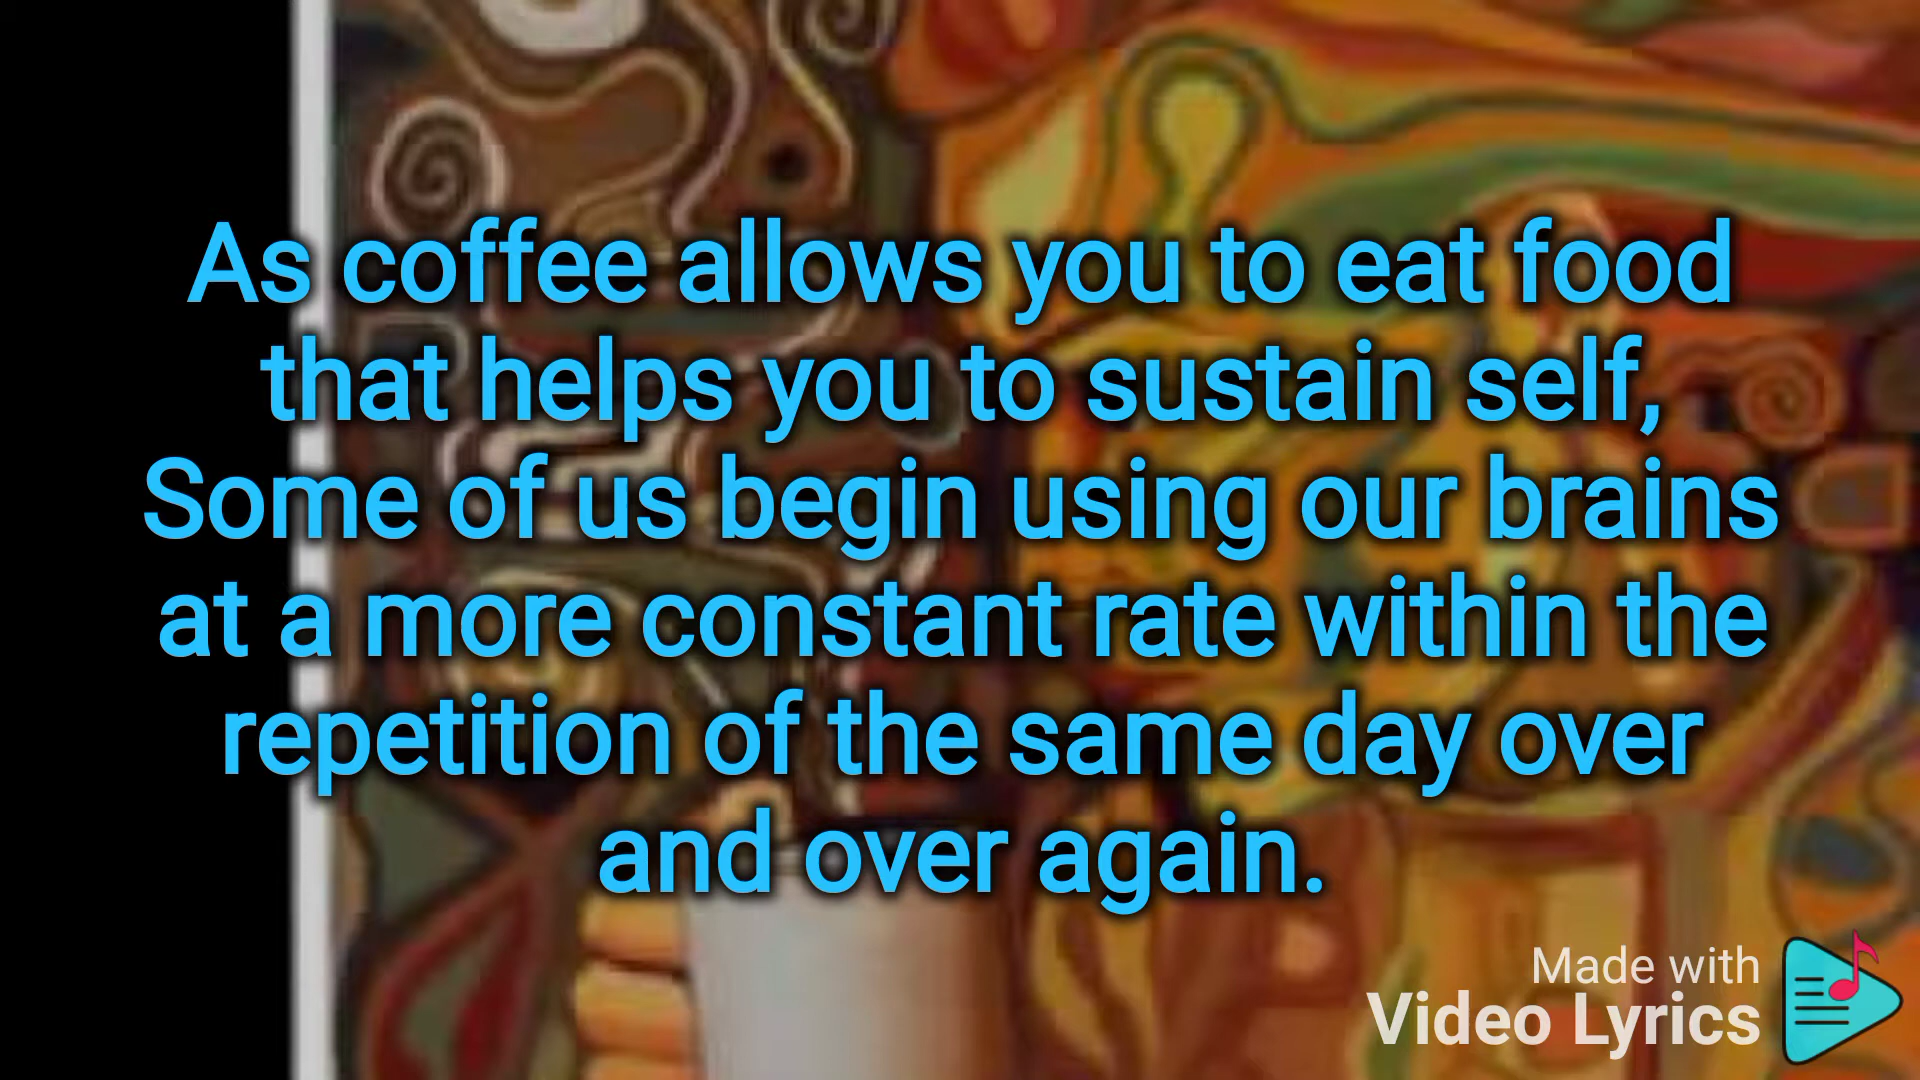 As coffee allows you to eat food
that helps you to sustain self,
Some of us begin using our brains
at a more constant rate within the
repetition of the same day over
and over again.
Made with
Video Lyrics